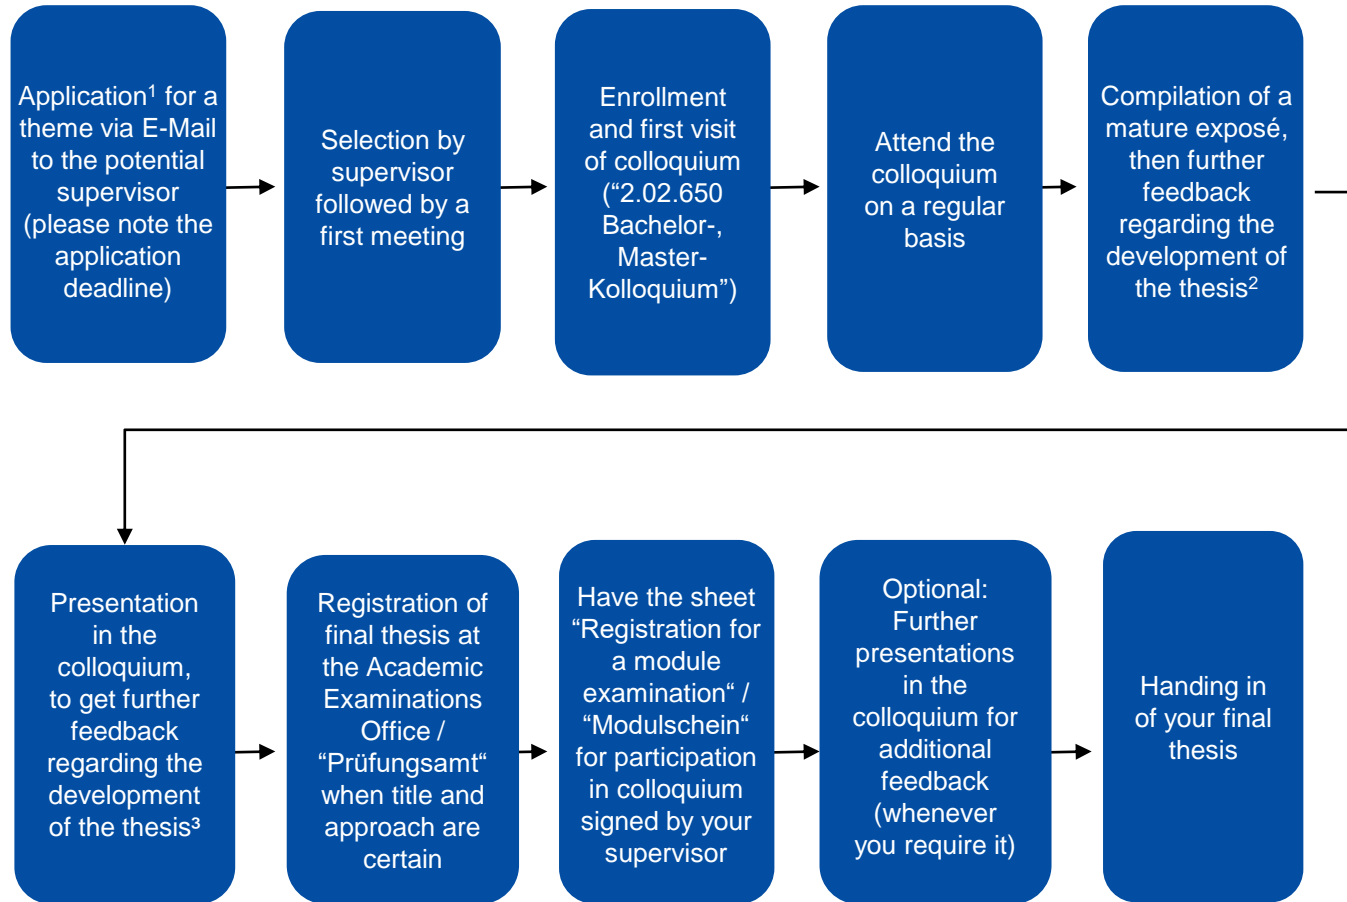 Application¹ for a
theme via E-Mail
to the potential
supervisor
(please note the
application
deadline)
Selection by
supervisor
followed by a
first meeting
Enrollment
and first visit
of colloquium
(“2.02.650
Bachelor-,
Master-
Kolloquium”)
Attend the
colloquium
on a regular
basis
Compilation of a
mature exposé,
then further
feedback
regarding the
development of
the thesis²
Presentation
in the
colloquium,
to get further
feedback
regarding the
development
of the thesis³
Registration of
final thesis at
the Academic
Examinations
Office /
“Prüfungsamt“
when title and
approach are
certain
Have the sheet
“Registration for
a module
examination“ /
“Modulschein“
for participation
in colloquium
signed by your
supervisor
Optional:
Further
presentations
in the
colloquium for
additional
feedback
(whenever
you require it)
Handing in
of your final
thesis